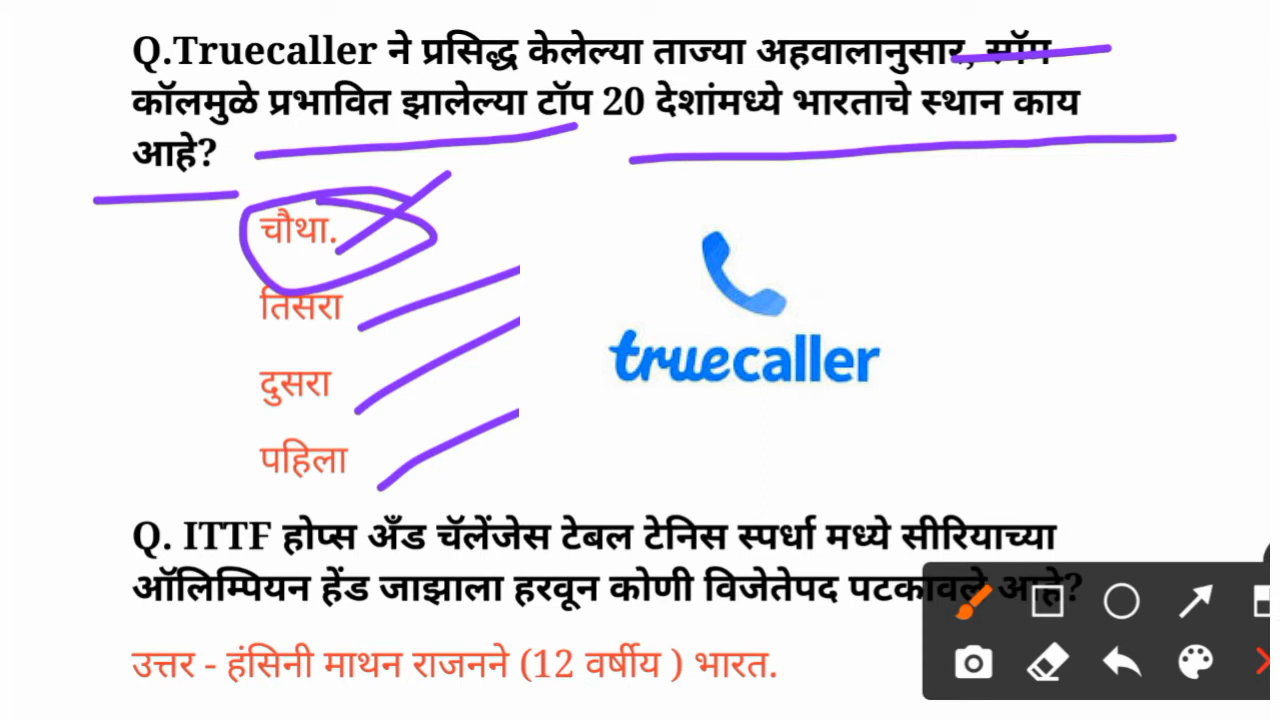 Q.Truecaller ने प्रसिद्ध केलेल्या ताज्या अहवालानुसार, स्पॅम
कॉलमुळे प्रभावित झालेल्या टॉप 20 देशांमध्ये भारताचे स्थान काय
आहे?
चौथा.
तिसरा
दुसरा
पहिला
truecaller
Q. ITTF होप्स अँड चॅलेंजेस टेबल टेनिस स्पर्धा मध्ये सीरियाच्या
ऑलिम्पियन हेंड जाझाला हरवून कोणी विजेतेपद पटकावले आहे?
उत्तर - हंसिनी माथन राजनने (12 वर्षीय ) भारत.